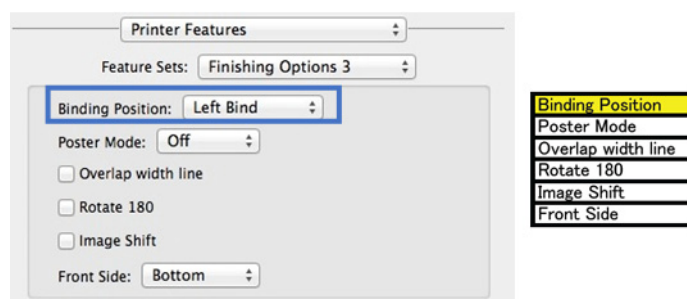 Printer Features
Feature Sets: Finishing Options 3
Binding Position: Left Bind
Poster Mode: Off
Overlap width line
Rotate 180
Image Shift
Front Side: Bottom
Binding Position
Poster Mode
Overlap width line
Rotate 180
Image Shift
Front Side